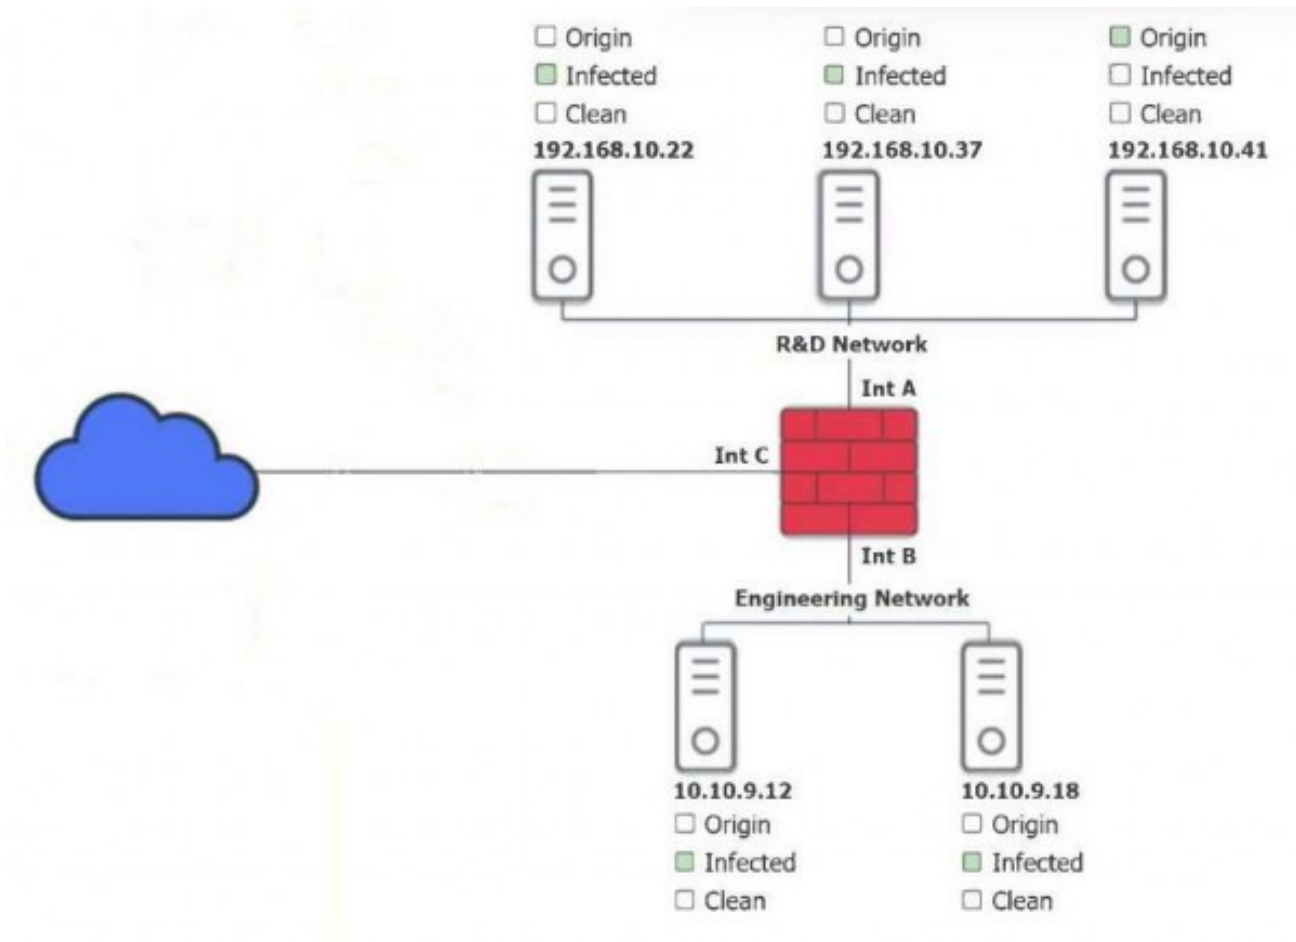 Origin
Infected
Clean
192.168.10.22
Origin
Infected
Clean
192.168.10.37
Origin
Infected
Clean
192.168.10.41
R&D Network
Int A
Int C
Int B
Engineering Network
10.10.9.12
Origin
Infected
Clean
10.10.9.18
Origin
Infected
Clean